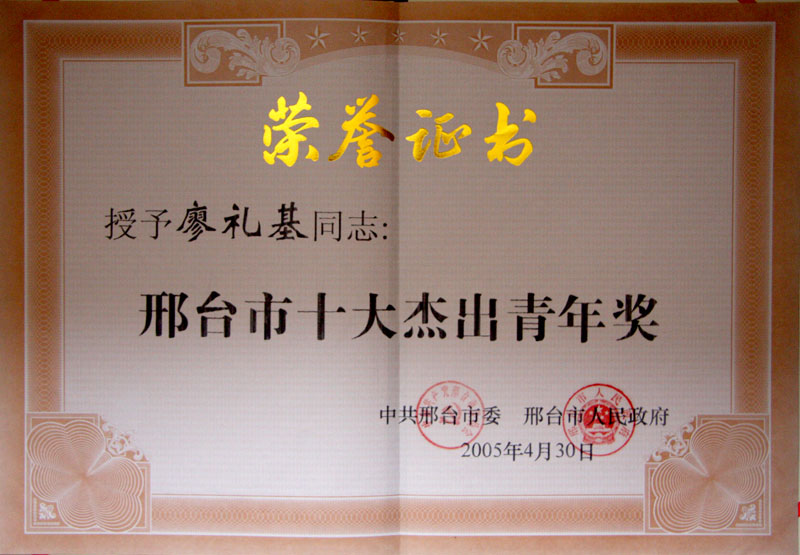 荣誉证书
授予廖礼基同志:
邢台市十大杰出青年奖
中共邢台市委 邢台市人民政府
2005年4月30日